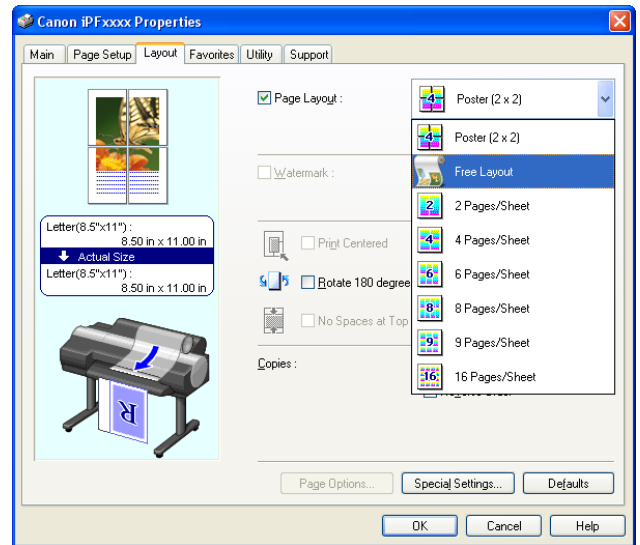 Canon iPFxxxx Properties
Main Page Setup Layout Favorites Utility Support
Page Layout :
Poster (2 x 2)
Poster (2 x 2)
Free Layout
2 Pages/Sheet
4 Pages/Sheet
6 Pages/Sheet
8 Pages/Sheet
9 Pages/Sheet
16 Pages/Sheet
Watermark :
Print Centered
Rotate 180 degree
No Spaces at Top
Copies :
Letter(8.5"x11") :
8.50 in x 11.00 in
Actual Size
Letter(8.5"x11") :
8.50 in x 11.00 in
R
Page Options... Special Settings... Defaults
OK Cancel Help